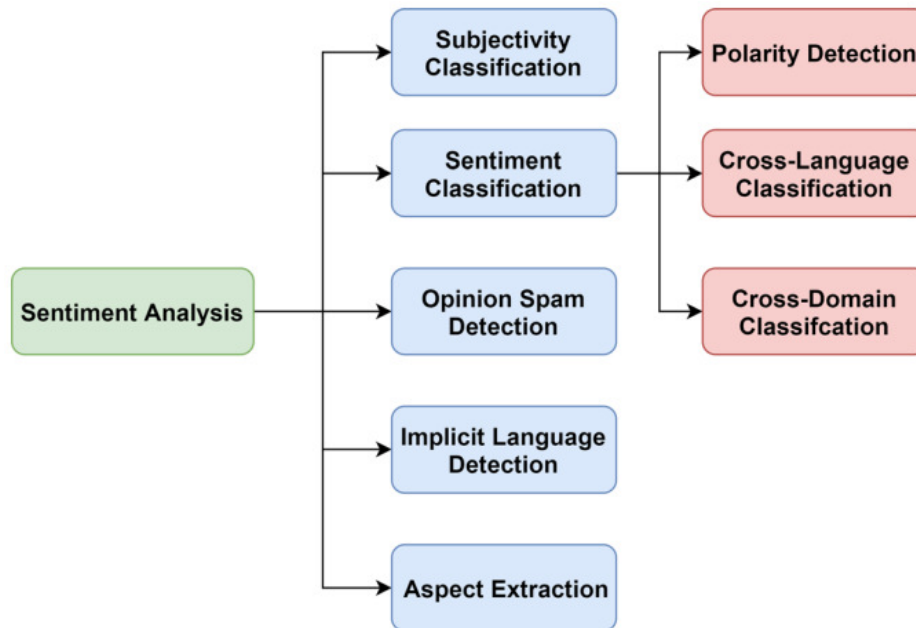 Subjectivity
Classification
Polarity Detection
Sentiment
Classification
Cross-Language
Classification
Sentiment Analysis
Opinion Spam
Detection
Cross-Domain
Classifcation
Implicit Language
Detection
Aspect Extraction